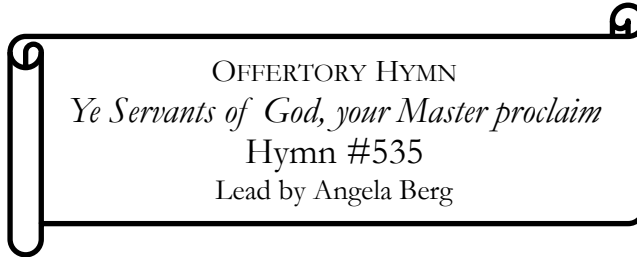 OFFERTORY HYMN
Ye Servants of God, your Master proclaim
Hymn #535
Lead by Angela Berg